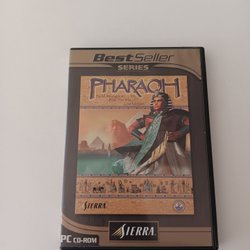 BestSeller
SERIES
PHARAOH
SIERRA
PC CD-ROM
SIERRA